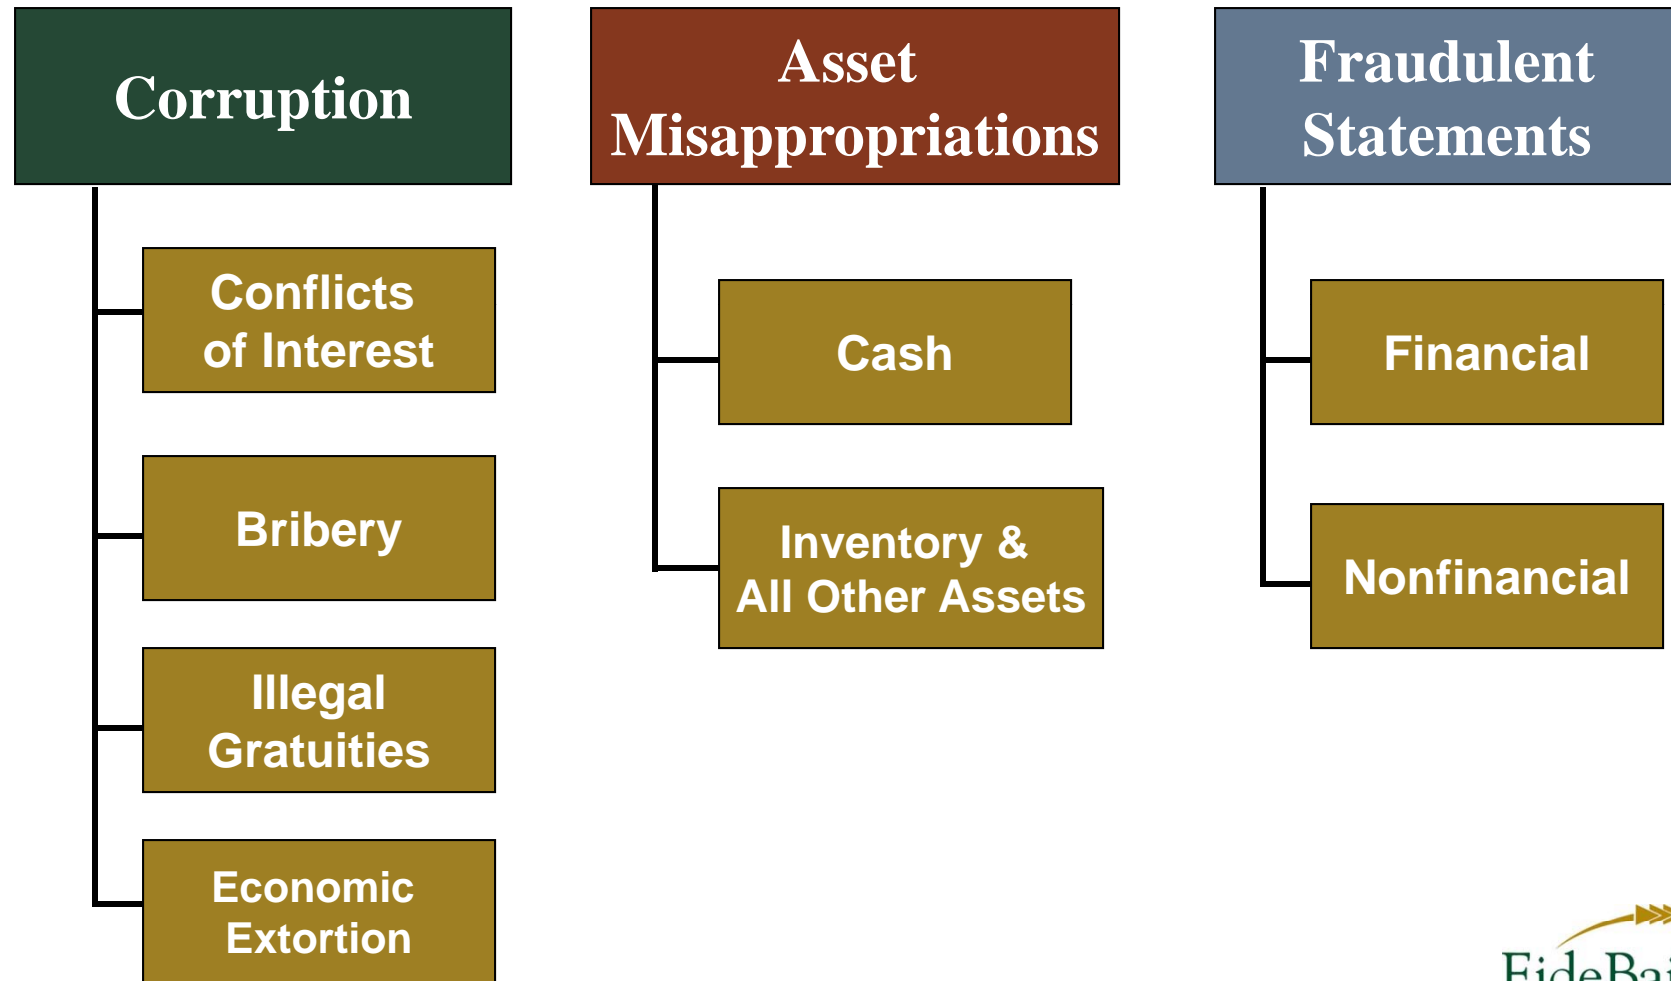 Corruption
Conflicts
of Interest
Bribery
Illegal
Gratuities
Economic
Extortion
Asset
Misappropriations
Cash
Inventory &
All Other Assets
Fraudulent
Statements
Financial
Nonfinancial